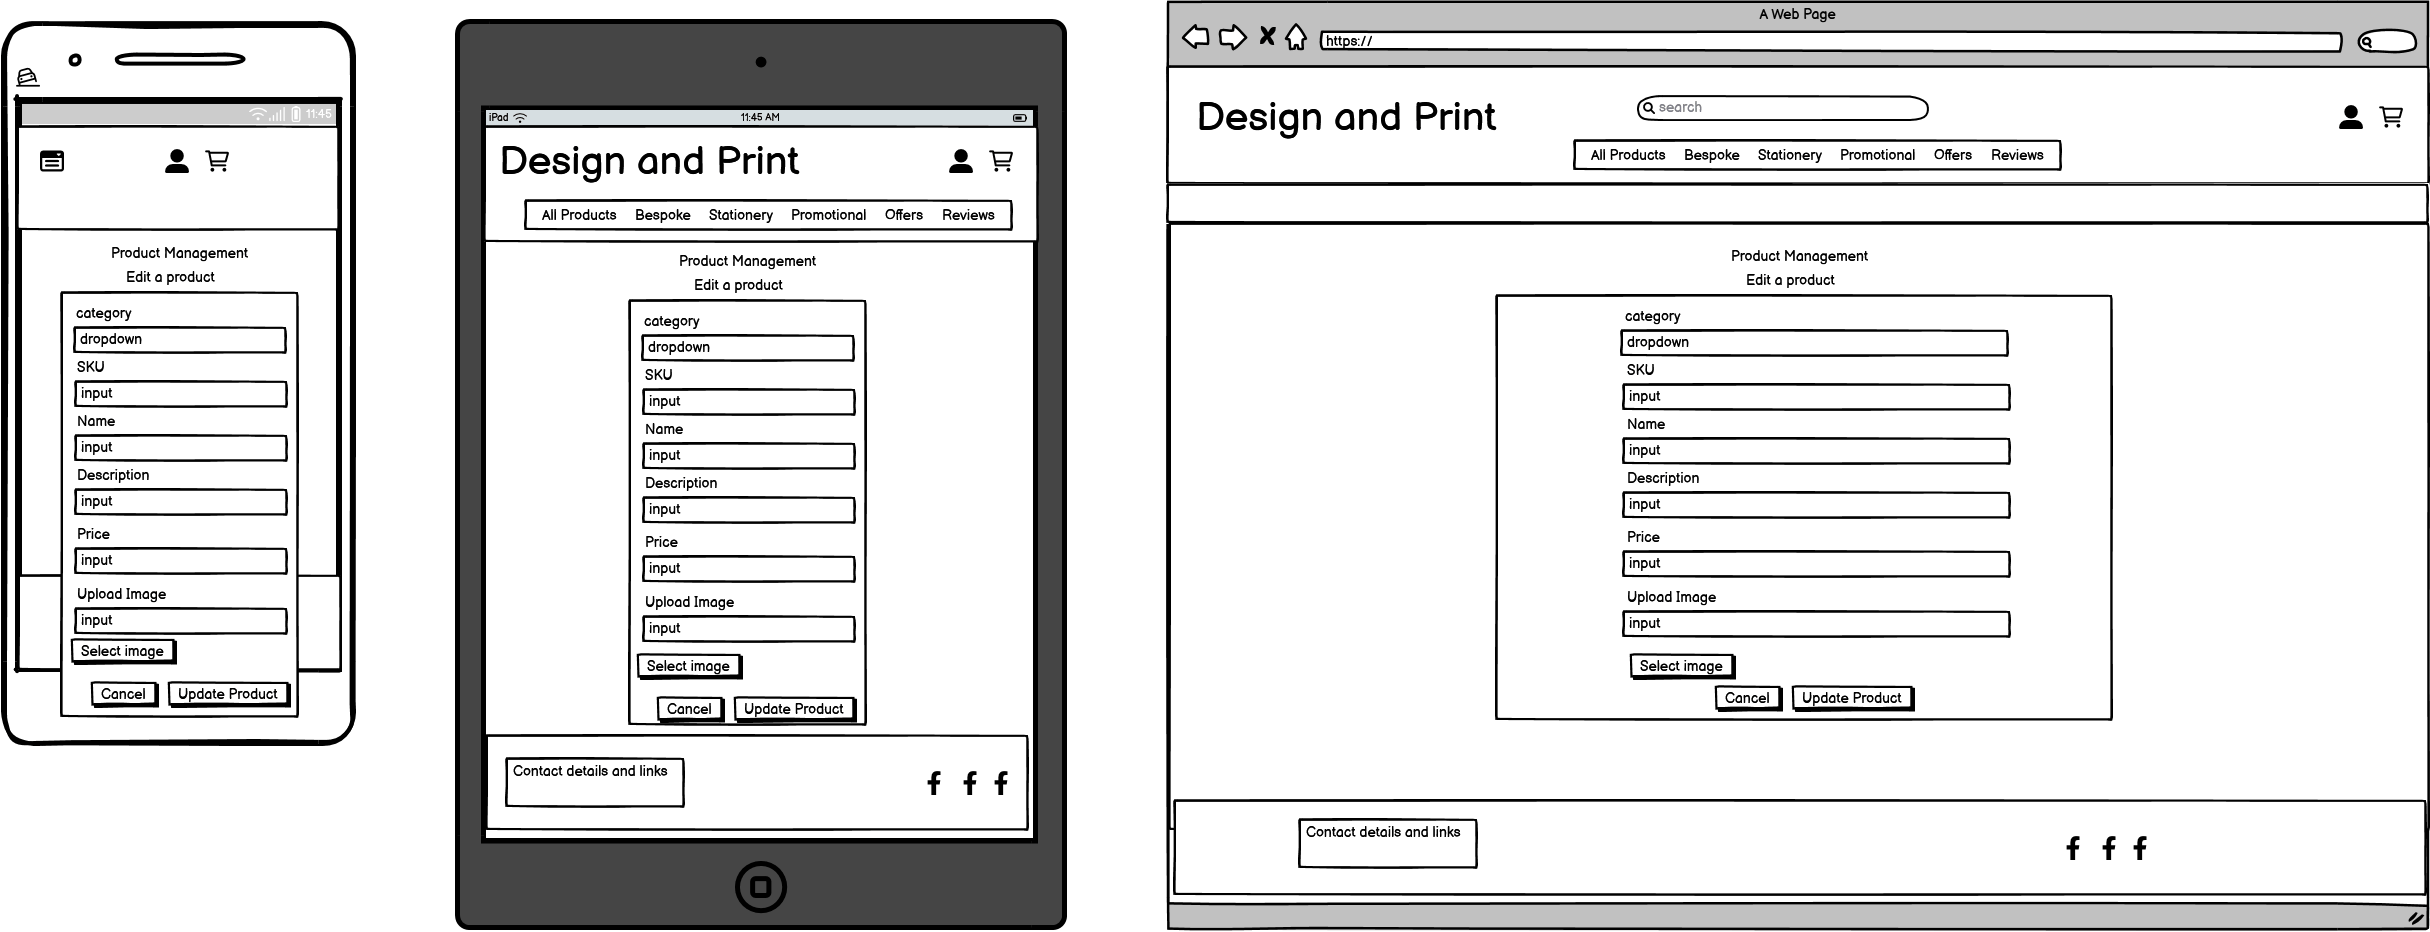 11:45
Product Management
Edit a product
category
dropdown
SKU
input
Name
input
Description
input
Price
input
Upload Image
input
Select image
Cancel Update Product
iPad 11:45 AM
Design and Print
All Products Bespoke Stationery Promotional Offers Reviews
Product Management
Edit a product
category
dropdown
SKU
input
Name
input
Description
input
Price
input
Upload Image
input
Select image
Cancel Update Product
Contact details and links
A Web Page
https://
Design and Print
search
All Products Bespoke Stationery Promotional Offers Reviews
Product Management
Edit a product
category
dropdown
SKU
input
Name
input
Description
input
Price
input
Upload Image
input
Select image
Cancel Update Product
Contact details and links